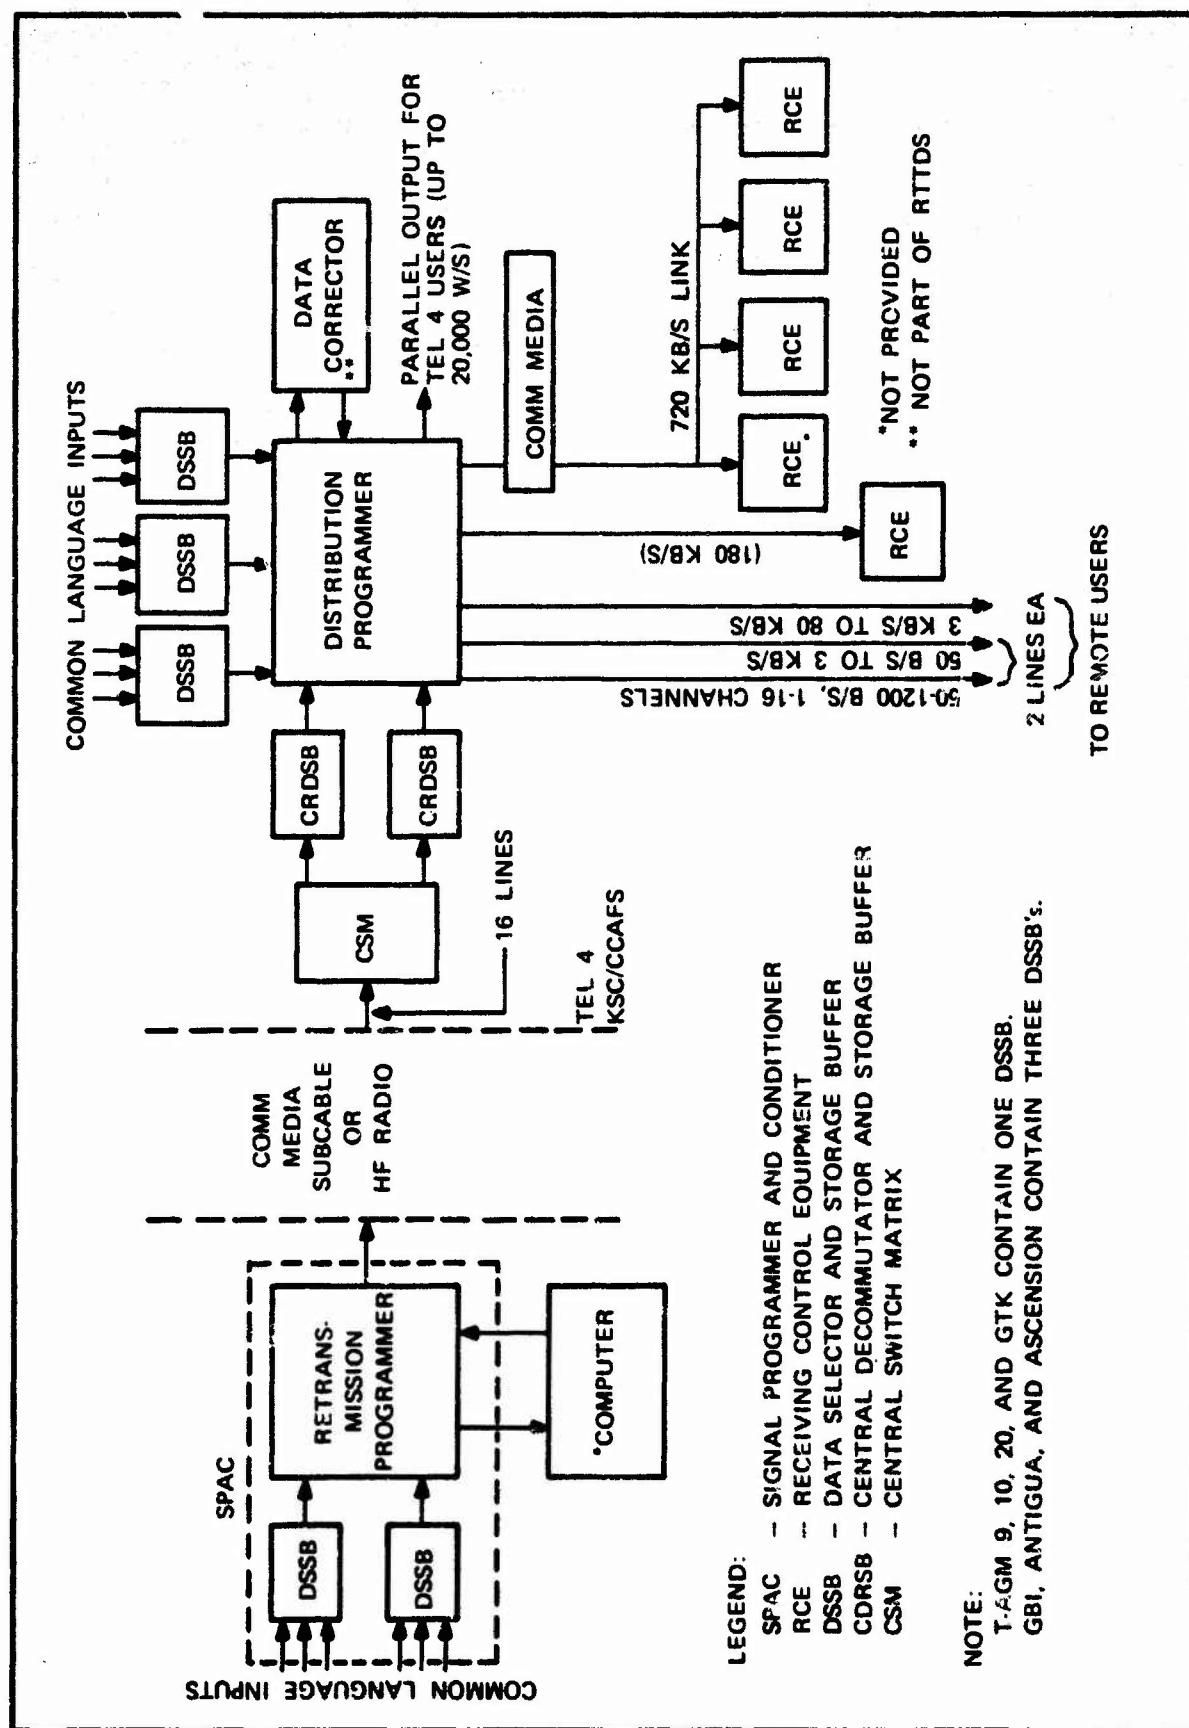 COMMON LANGUAGE INPUTS
SPAC
DSSB
DSSB
RETRANS-
MISSION
PROGRAMMER
*COMPUTER
COMM
MEDIA
SUBCABLE
OR
HF RADIO
TEL 4
KSC/CCAFS
16 LINES
CSM
CRDSB
CRDSB
COMMON LANGUAGE INPUTS
DSSB
DSSB
DSSB
DISTRIBUTION
PROGRAMMER
DATA
CORRECTOR
**
PARALLEL OUTPUT FOR
TEL 4 USERS (UP TO
20,000 W/S)
COMM MEDIA
720 KB/S LINK
RCE*
RCE
RCE
RCE
(180 KB/S)
RCE
3 KB/S TO 80 KB/S
50 B/S TO 3 KB/S
50-1200 B/S, 1-16 CHANNELS
2 LINES EA
TO REMOTE USERS
*NOT PROVIDED
** NOT PART OF RTTDS
LEGEND:
SPAC – SIGNAL PROGRAMMER AND CONDITIONER
RCE – RECEIVING CONTROL EQUIPMENT
DSSB – DATA SELECTOR AND STORAGE BUFFER
CDRSB – CENTRAL DECOMMUTATOR AND STORAGE BUFFER
CSM – CENTRAL SWITCH MATRIX
NOTE:
T-AGM 9, 10, 20, AND GTK CONTAIN ONE DSSB.
GBI, ANTIGUA, AND ASCENSION CONTAIN THREE DSSB's.